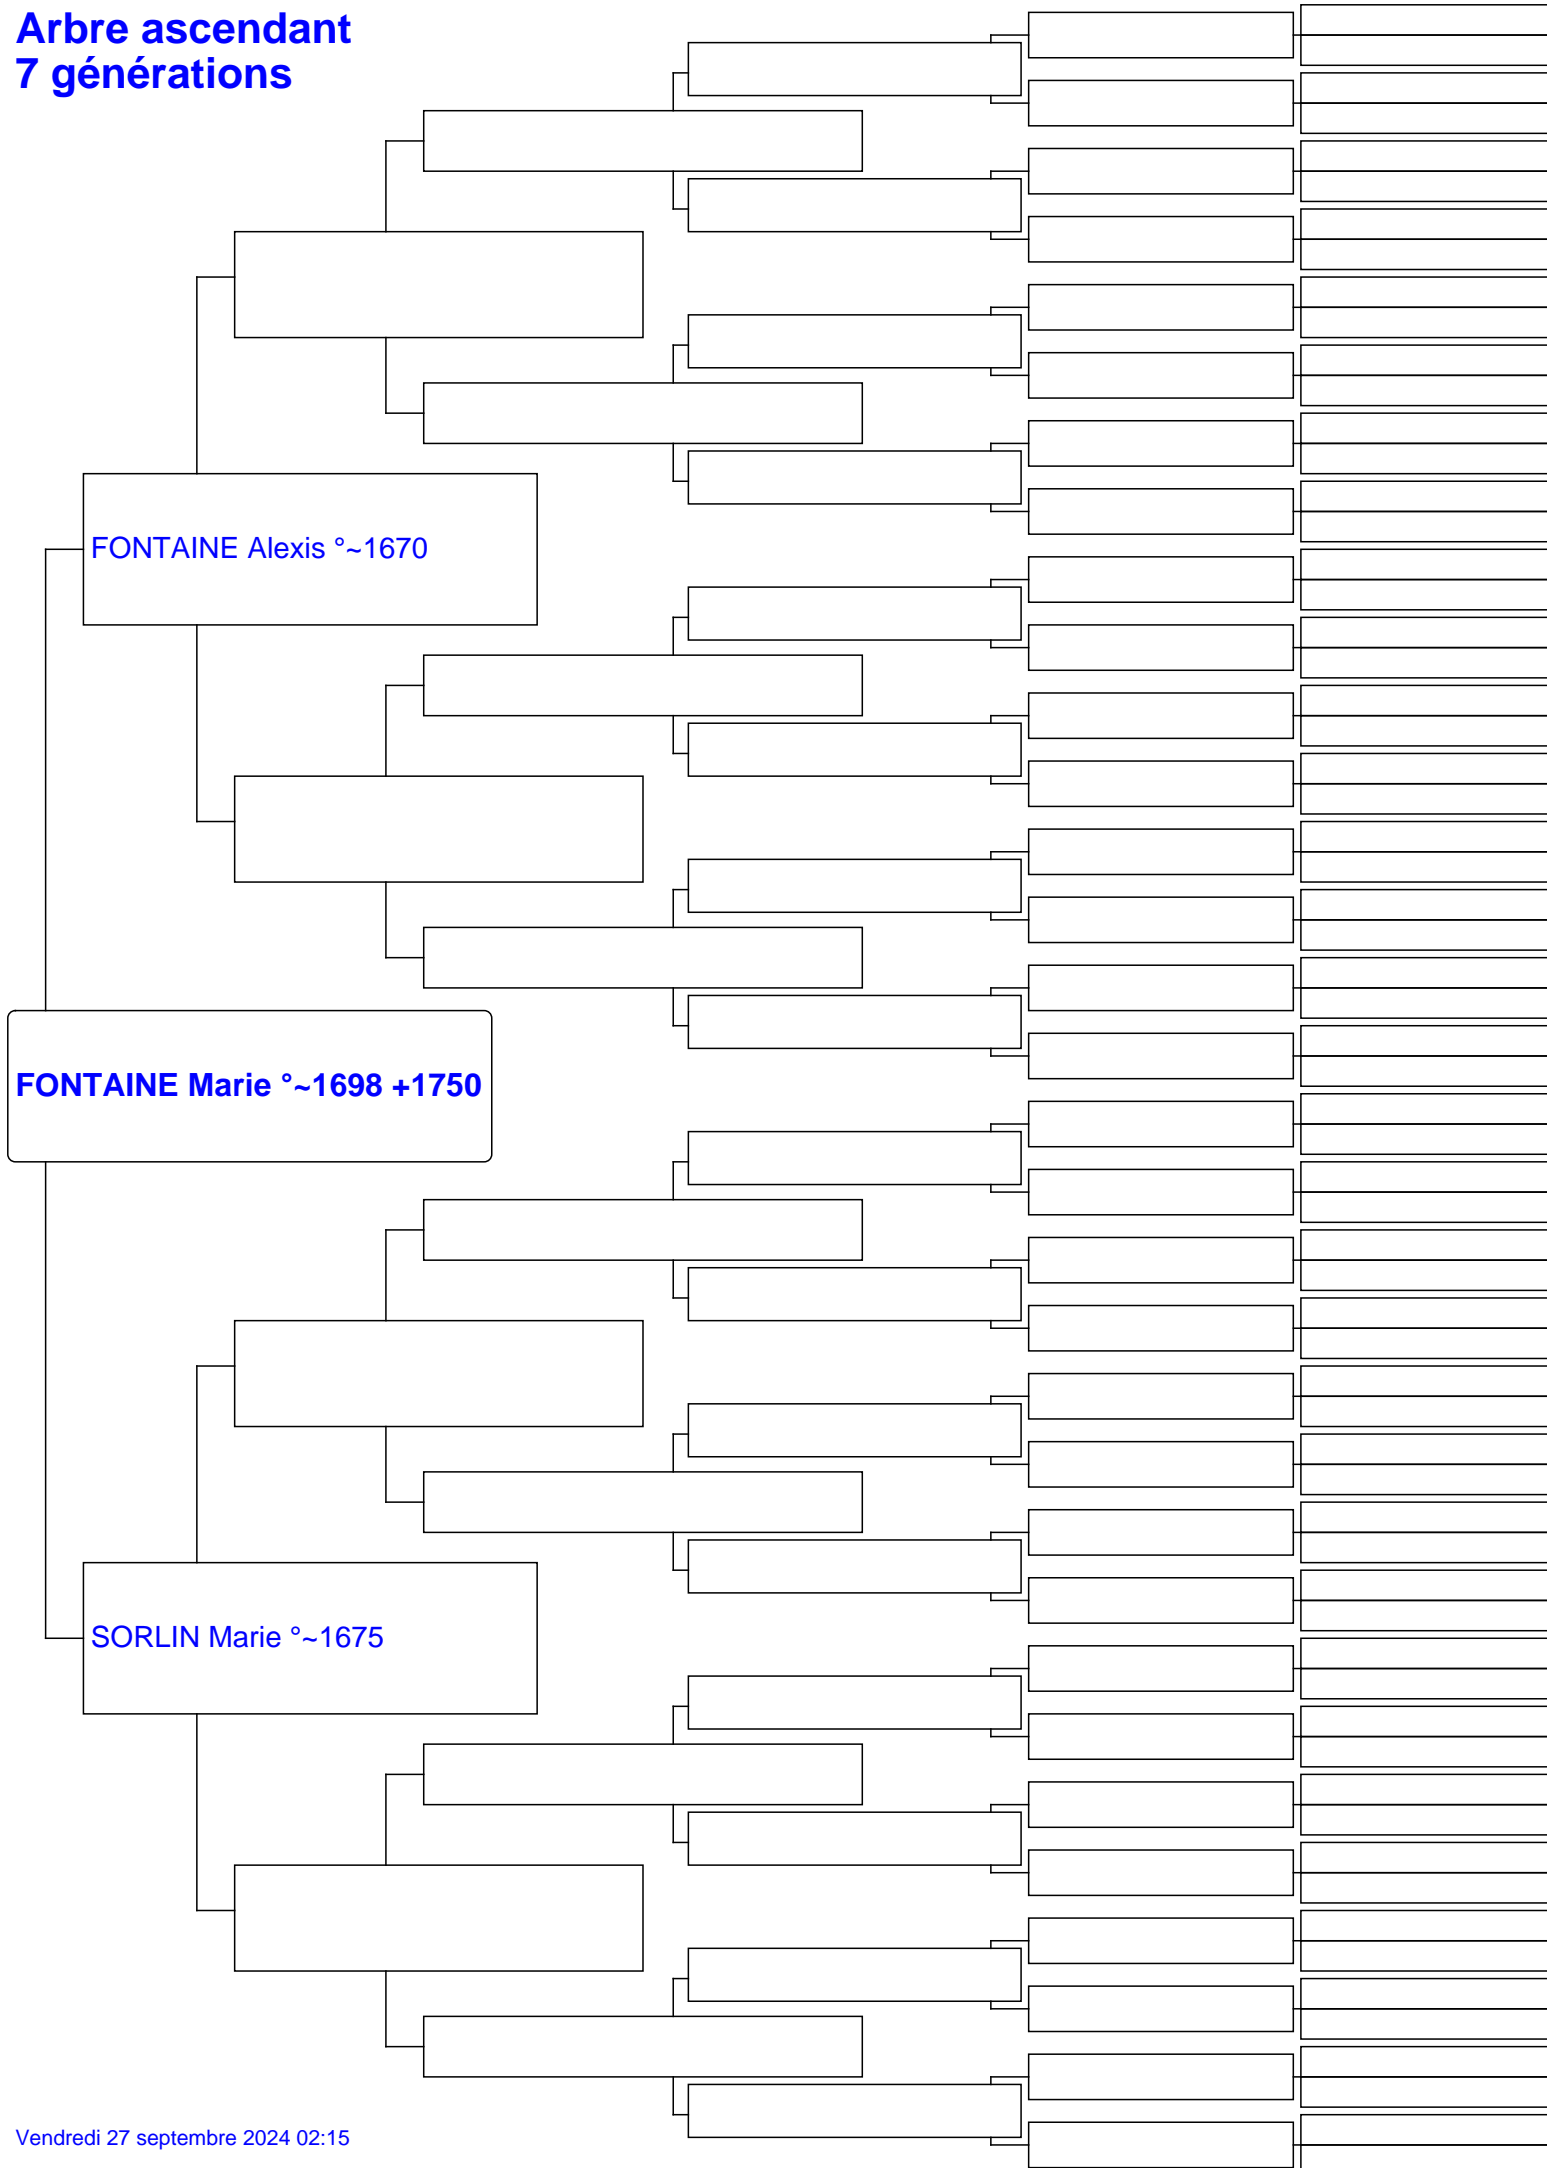 Arbre ascendant
7 générations
FONTAINE Alexis °~1670
FONTAINE Marie °~1698 +1750
SORLIN Marie °~1675
Vendredi 27 septembre 2024 02:15